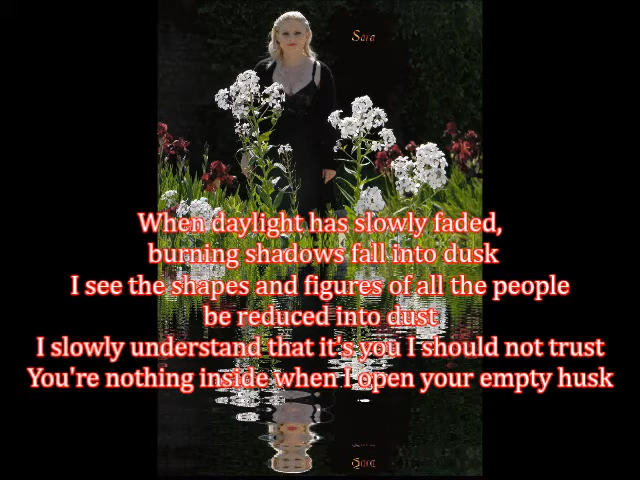 Sara
When daylight has slowly faded,
burning shadows fall into dusk
I see the shapes and figures of all the people
be reduced into dust
I slowly understand that it's you I should not trust
You're nothing inside when I open your empty husk